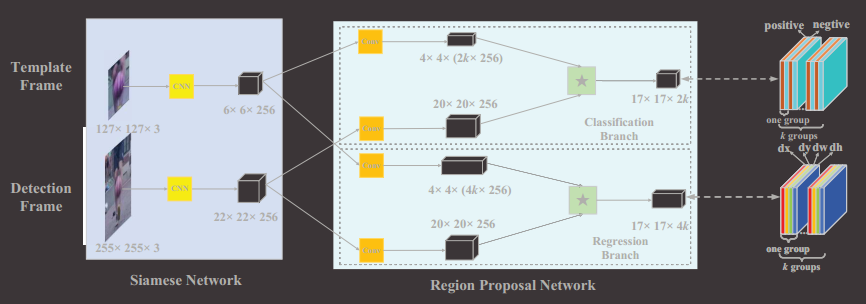 Template
Frame
127× 127× 3
CNN
6× 6× 256
Detection
Frame
255× 255× 3
CNN
22× 22× 256
Siamese Network
Conv
4× 4× (2k× 256)
20× 20× 256
Conv
17× 17× 2k
Classification
Branch
Conv
4× 4× (4k× 256)
20× 20× 256
Conv
17× 17× 4k
Regression
Branch
Region Proposal Network
positive negtive
one group
k groups
dx dy dw dh
one group
k groups